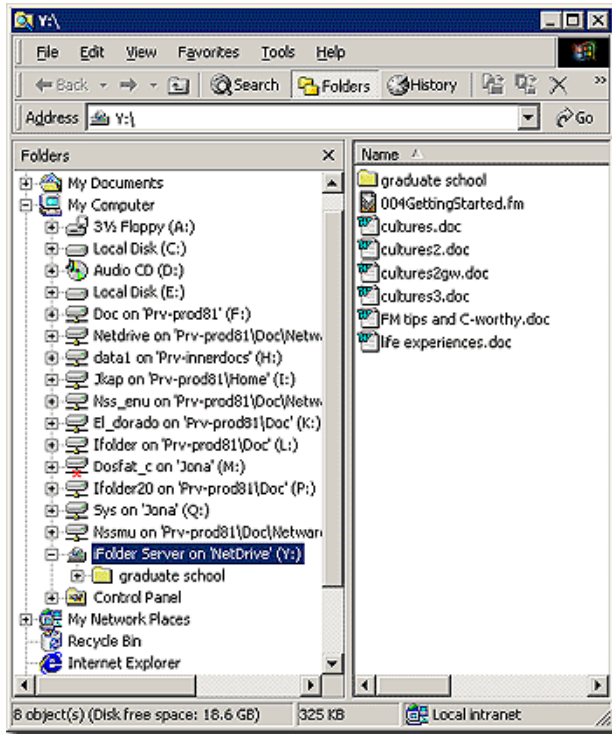 Y:\
File Edit View Favorites Tools Help
Back Search Folders History »
Address Y:\ Go
Folders
My Documents
My Computer
3½ Floppy (A:)
Local Disk (C:)
Audio CD (D:)
Local Disk (E:)
Doc on 'Prv-prod81' (F:)
Netdrive on 'Prv-prod81\Doc\Netw
data1 on 'Prv-innerdocs' (H:)
Jkap on 'Prv-prod81\Home' (I:)
Nss_enu on 'Prv-prod81\Doc\Netw
El_dorado on 'Prv-prod81\Doc' (K:)
Ifolder on 'Prv-prod81\Doc' (L:)
Dosfat_c on 'Jona' (M:)
Ifolder20 on 'Prv-prod81\Doc' (P:)
Sys on 'Jona' (Q:)
Nssmu on 'Prv-prod81\Doc\Netwar
iFolder Server on 'NetDrive' (Y:)
graduate school
Control Panel
My Network Places
Recycle Bin
Internet Explorer
Name
graduate school
004GettingStarted.fm
cultures.doc
cultures2.doc
cultures2gw.doc
cultures3.doc
FM tips and C-worthy.doc
life experiences.doc
8 object(s) (Disk free space: 18.6 GB) 325 KB Local intranet